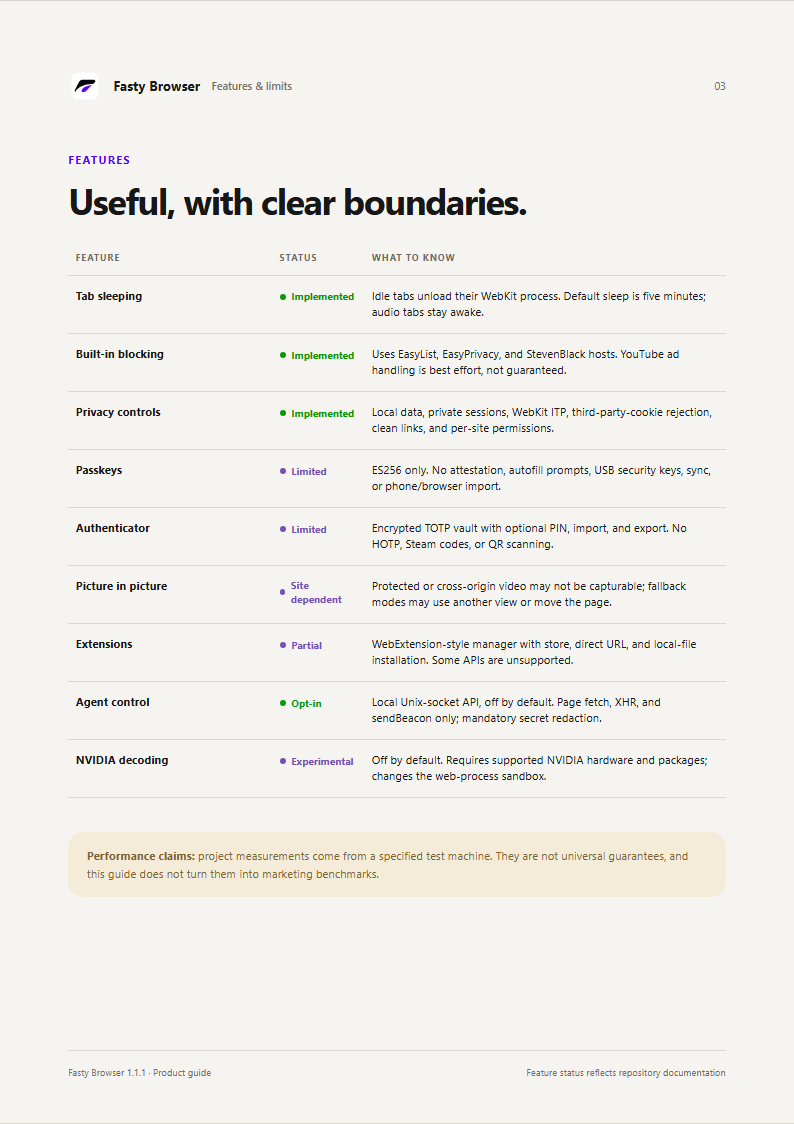 Fasty Browser Features & limits 03
FEATURES
Useful, with clear boundaries.
FEATURE STATUS WHAT TO KNOW
Tab sleeping Implemented Idle tabs unload their WebKit process. Default sleep is five minutes;
audio tabs stay awake.
Built-in blocking Implemented Uses EasyList, EasyPrivacy, and StevenBlack hosts. YouTube ad
handling is best effort, not guaranteed.
Privacy controls Implemented Local data, private sessions, WebKit ITP, third-party-cookie rejection,
clean links, and per-site permissions.
Passkeys Limited ES256 only. No attestation, autofill prompts, USB security keys, sync,
or phone/browser import.
Authenticator Limited Encrypted TOTP vault with optional PIN, import, and export. No
HOTP, Steam codes, or QR scanning.
Picture in picture Site dependent Protected or cross-origin video may not be capturable; fallback
modes may use another view or move the page.
Extensions Partial WebExtension-style manager with store, direct URL, and local-file
installation. Some APIs are unsupported.
Agent control Opt-in Local Unix-socket API, off by default. Page fetch, XHR, and
sendBeacon only; mandatory secret redaction.
NVIDIA decoding Experimental Off by default. Requires supported NVIDIA hardware and packages;
changes the web-process sandbox.
Performance claims: project measurements come from a specified test machine. They are not universal guarantees, and
this guide does not turn them into marketing benchmarks.
Fasty Browser 1.1.1 · Product guide Feature status reflects repository documentation